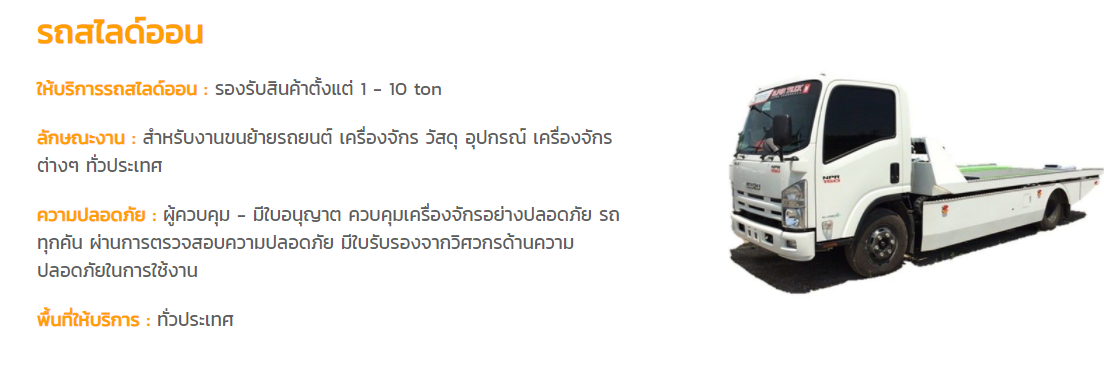 รถสไลด์ออน
ให้บริการรถสไลด์ออน : รองรับสินค้าตั้งแต่ 1 - 10 ton
ลักษณะงาน : สำหรับงานขนย้ายรถยนต์ เครื่องจักร วัสดุ อุปกรณ์ เครื่องจักร
ต่างๆ ทั่วประเทศ
ความปลอดภัย : ผู้ควบคุม - มีใบอนุญาต ควบคุมเครื่องจักรอย่างปลอดภัย รถ
ทุกคัน ผ่านการตรวจสอบความปลอดภัย มีใบรับรองจากวิศวกรด้านความ
ปลอดภัยในการใช้งาน
พื้นที่ให้บริการ : ทั่วประเทศ
NPR